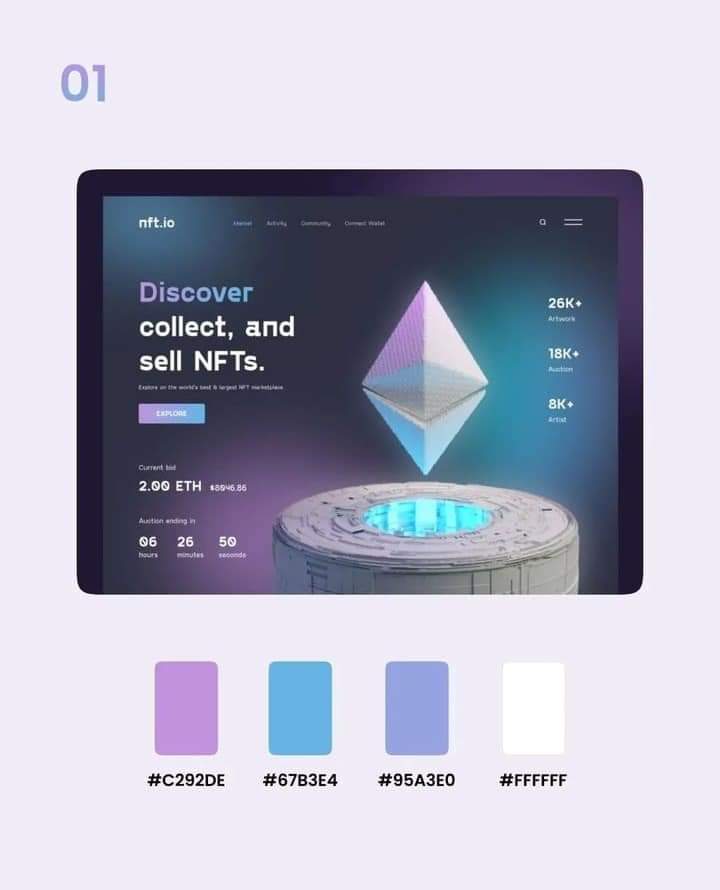 01
nft.io
Market Activity Community Connect Wallet
Discover
collect, and
sell NFTs.
Explore on the world's best & largest NFT marketplace
EXPLORE
26K+
Artwork
18K+
Auction
8K+
Artist
Current bid
2.00 ETH $8046.86
Auction ending in
06 26 50
hours minutes seconds
#C292DE #67B3E4 #95A3E0 #FFFFFF